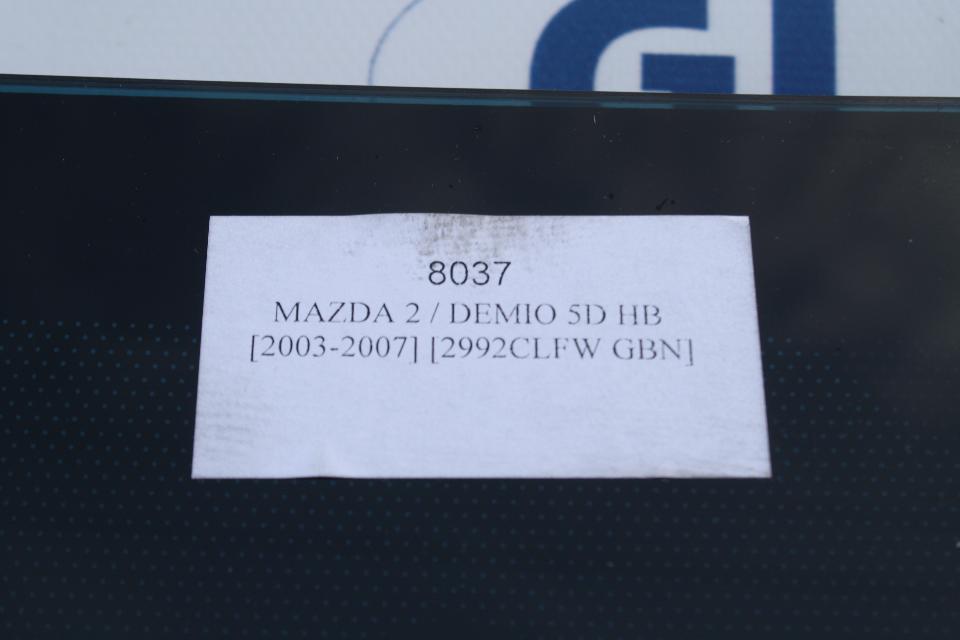 8037
MAZDA 2 / DEMIO 5D HB
[2003-2007] [2992CLFW GBN]